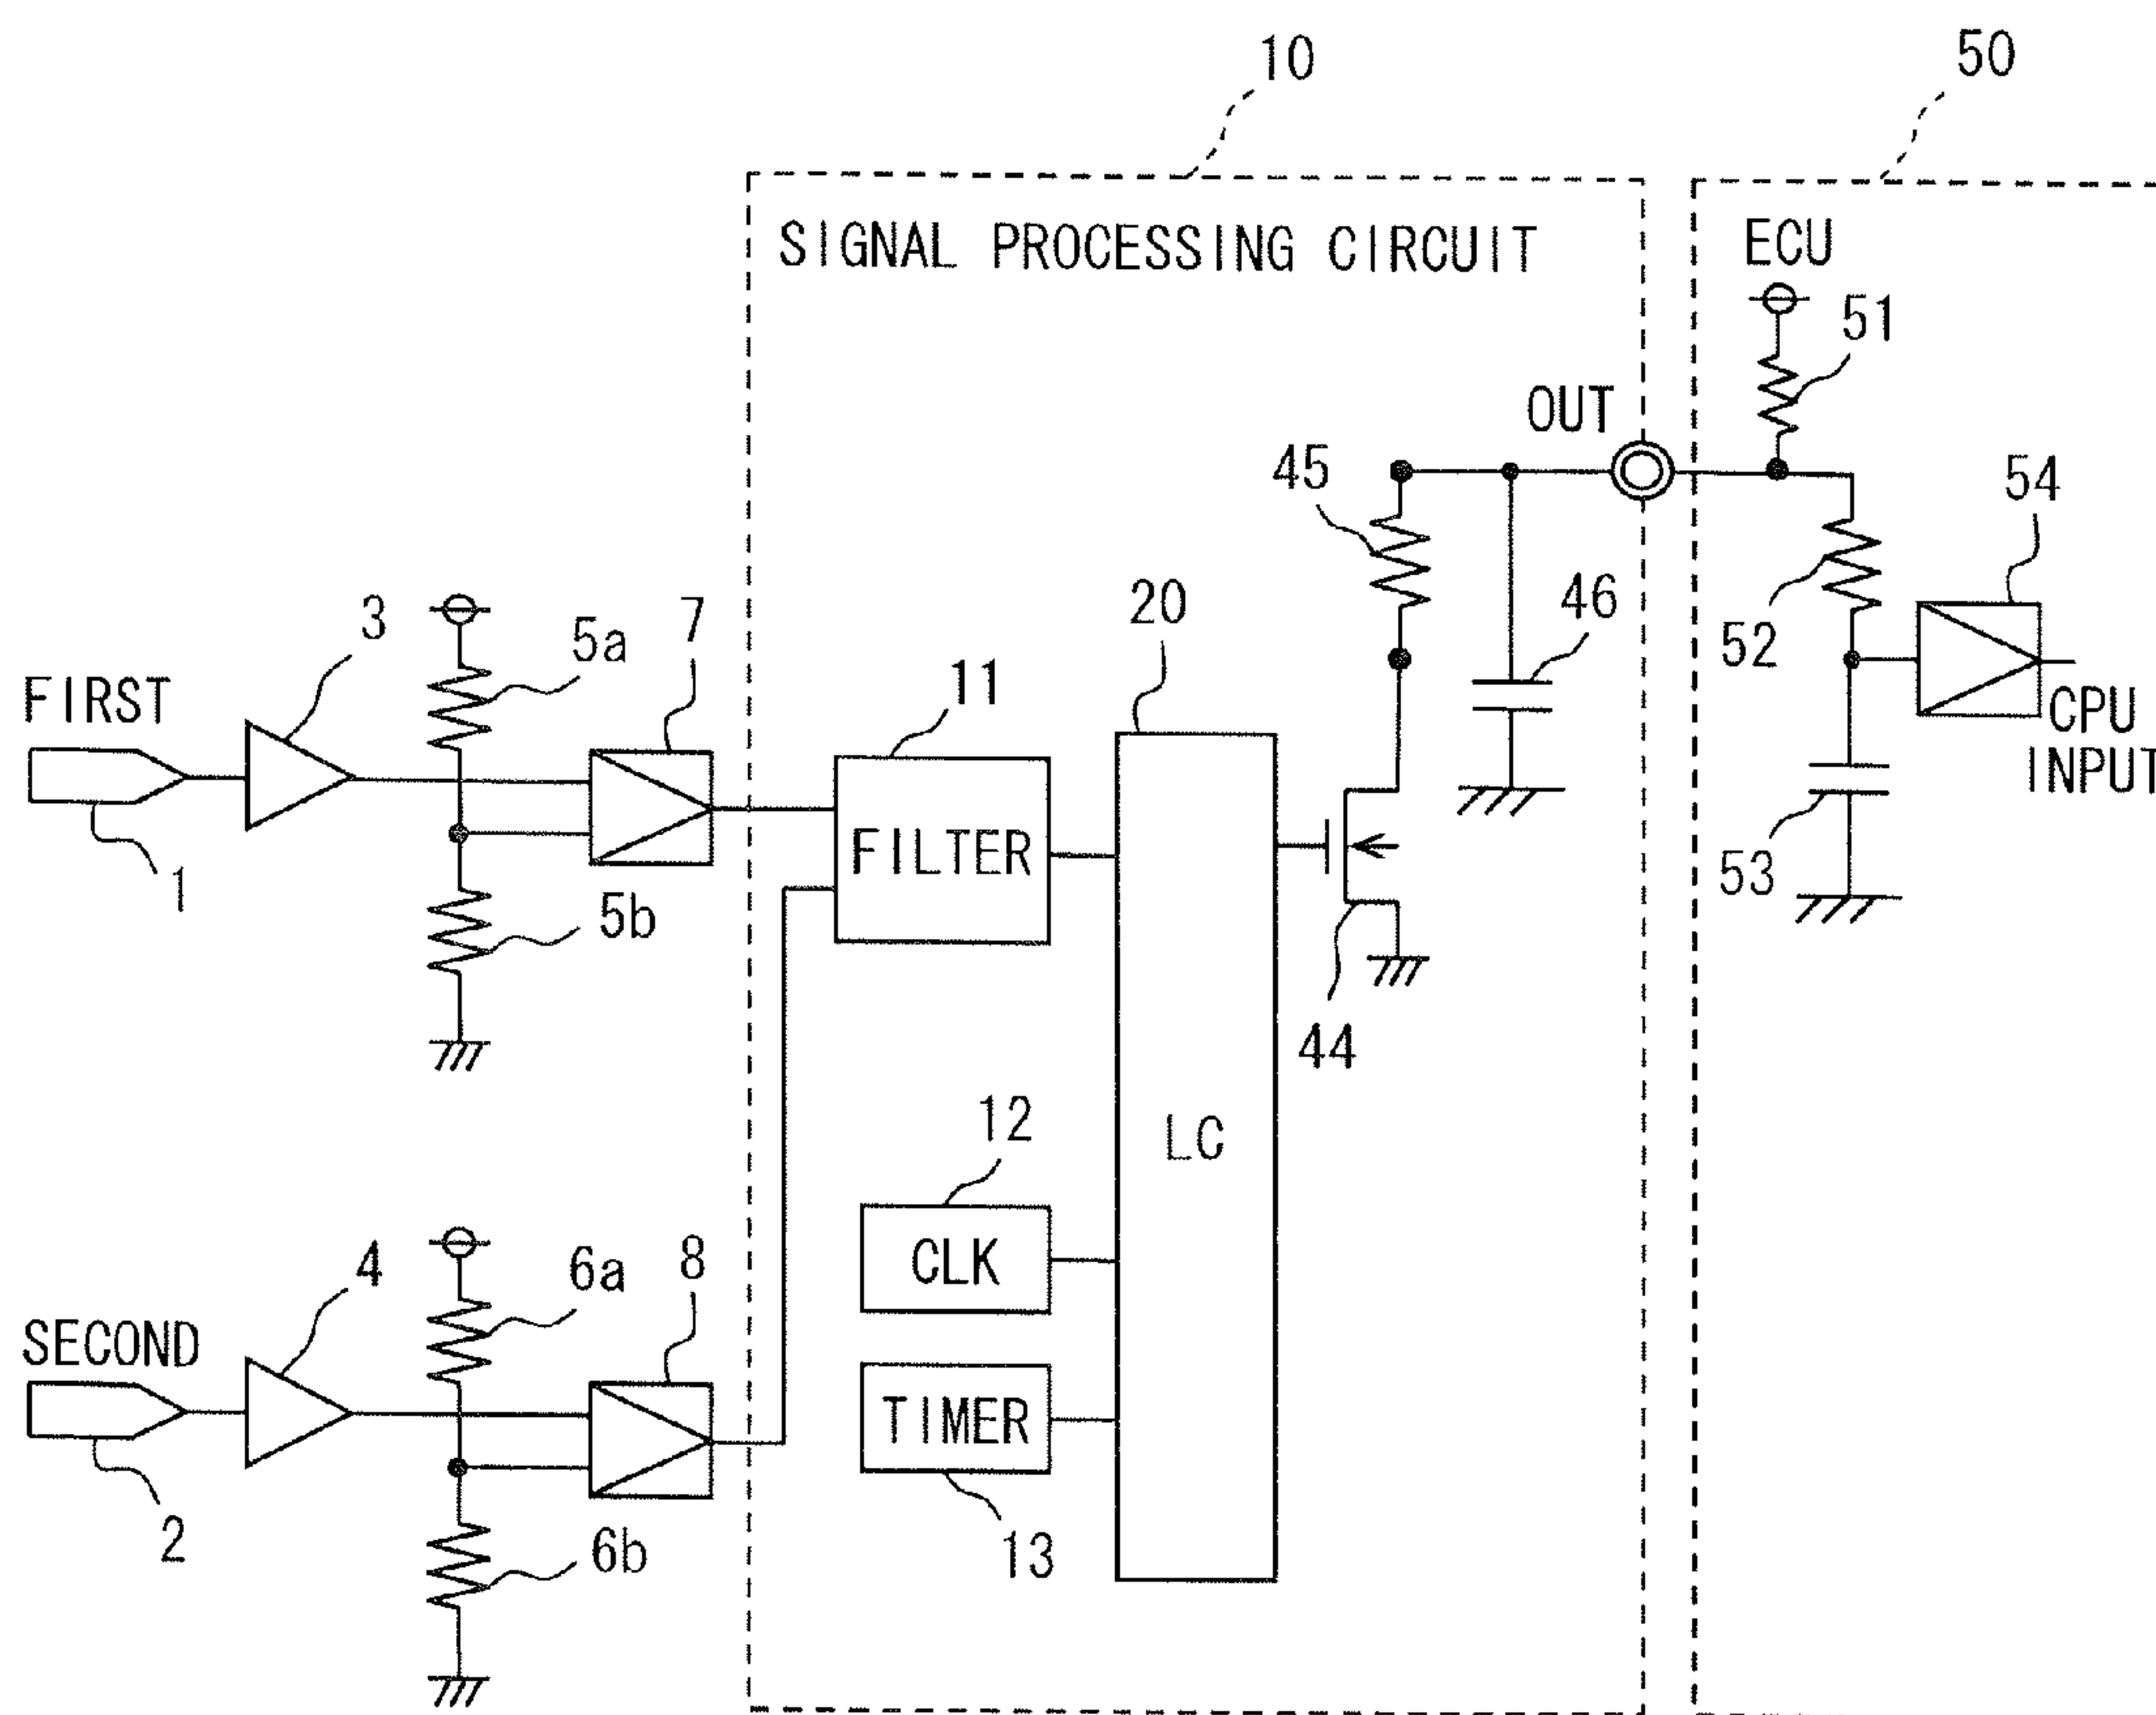 10
50
SIGNAL PROCESSING CIRCUIT
ECU
51
OUT
45
54
46
20
52
3
5a
7
11
FIRST
CPU
INPUT
FILTER
1
5b
53
44
12
LC
CLK
4
6a
8
SECOND
TIMER
2
6b
13